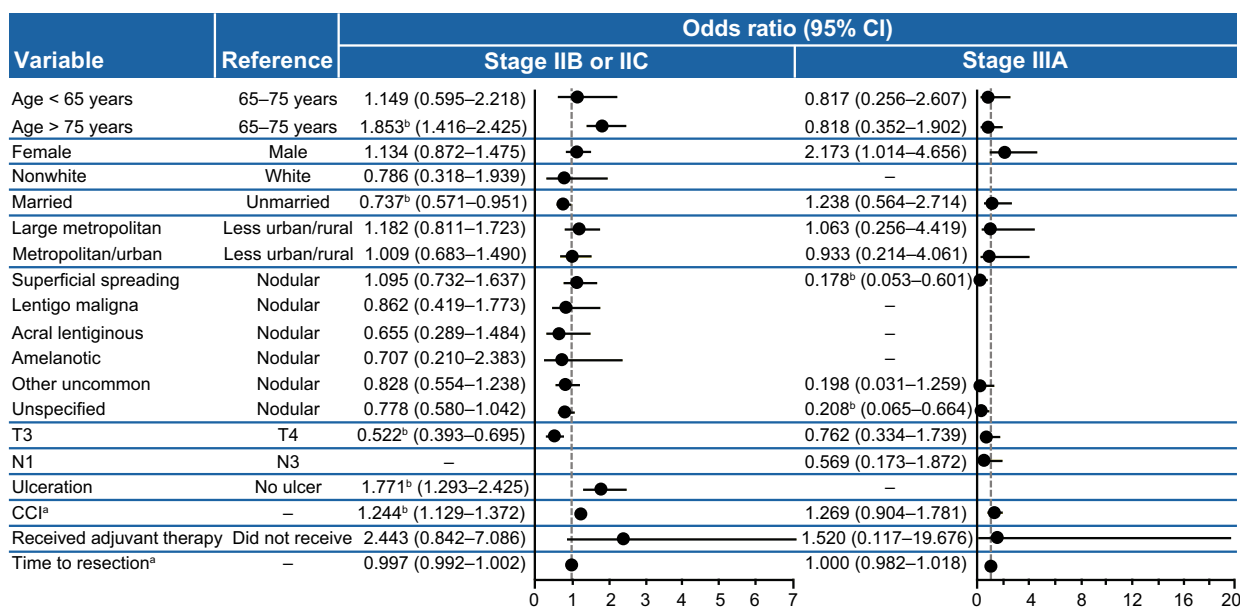 Odds ratio (95% CI)
Variable Reference Stage IIB or IIC Stage IIIA
Age < 65 years 65–75 years 1.149 (0.595–2.218) 0.817 (0.256–2.607)
Age > 75 years 65–75 years 1.853ᵇ (1.416–2.425) 0.818 (0.352–1.902)
Female Male 1.134 (0.872–1.475) 2.173 (1.014–4.656)
Nonwhite White 0.786 (0.318–1.939) –
Married Unmarried 0.737ᵇ (0.571–0.951) 1.238 (0.564–2.714)
Large metropolitan Less urban/rural 1.182 (0.811–1.723) 1.063 (0.256–4.419)
Metropolitan/urban Less urban/rural 1.009 (0.683–1.490) 0.933 (0.214–4.061)
Superficial spreading Nodular 1.095 (0.732–1.637) 0.178ᵇ (0.053–0.601)
Lentigo maligna Nodular 0.862 (0.419–1.773) –
Acral lentiginous Nodular 0.655 (0.289–1.484) –
Amelanotic Nodular 0.707 (0.210–2.383) –
Other uncommon Nodular 0.828 (0.554–1.238) 0.198 (0.031–1.259)
Unspecified Nodular 0.778 (0.580–1.042) 0.208ᵇ (0.065–0.664)
T3 T4 0.522ᵇ (0.393–0.695) 0.762 (0.334–1.739)
N1 N3 – 0.569 (0.173–1.872)
Ulceration No ulcer 1.771ᵇ (1.293–2.425) –
CCIᵃ – 1.244ᵇ (1.129–1.372) 1.269 (0.904–1.781)
Received adjuvant therapy Did not receive 2.443 (0.842–7.086) 1.520 (0.117–19.676)
Time to resectionᵃ – 0.997 (0.992–1.002) 1.000 (0.982–1.018)
0 1 2 3 4 5 6 7 0 4 8 12 16 20